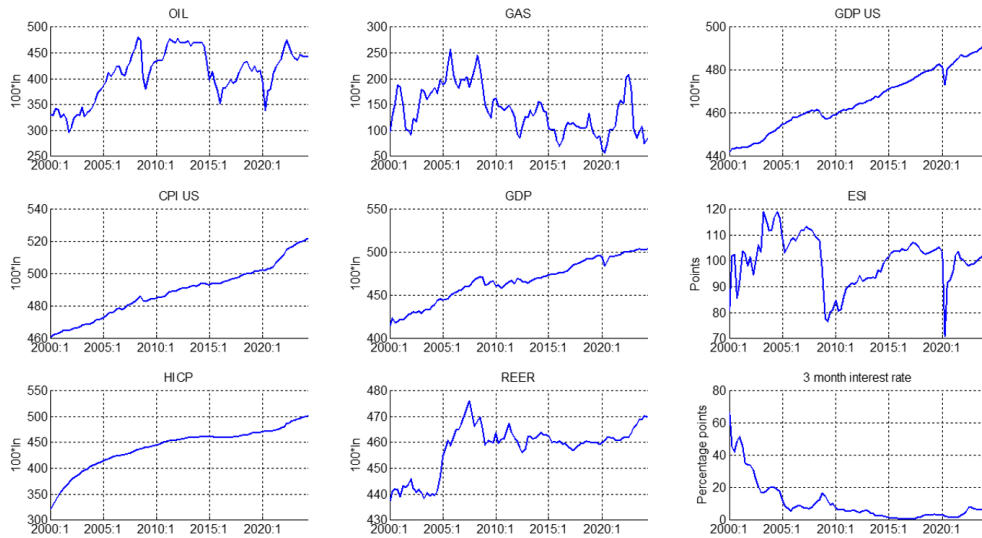 OIL
100*ln
500
450
400
350
300
250
2000:1 2005:1 2010:1 2015:1 2020:1
GAS
100*ln
300
250
200
150
100
50
2000:1 2005:1 2010:1 2015:1 2020:1
GDP US
100*ln
500
480
460
440
2000:1 2005:1 2010:1 2015:1 2020:1
CPI US
100*ln
540
520
500
480
460
2000:1 2005:1 2010:1 2015:1 2020:1
GDP
100*ln
550
500
450
400
2000:1 2005:1 2010:1 2015:1 2020:1
ESI
Points
120
110
100
90
80
70
2000:1 2005:1 2010:1 2015:1 2020:1
HICP
100*ln
550
500
450
400
350
300
2000:1 2005:1 2010:1 2015:1 2020:1
REER
100*ln
480
470
460
450
440
430
2000:1 2005:1 2010:1 2015:1 2020:1
3 month interest rate
Percentage points
80
60
40
20
0
2000:1 2005:1 2010:1 2015:1 2020:1